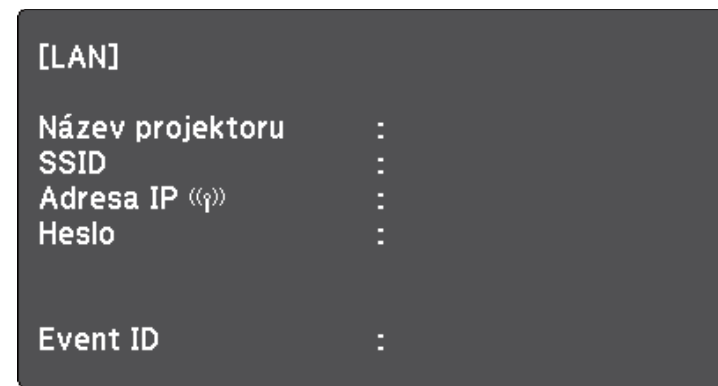 [LAN]
Název projektoru :
SSID :
Adresa IP :
Heslo :
Event ID :